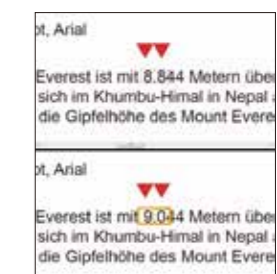 ot, Arial
Everest ist mit 8.844 Metern über
sich im Khumbu-Himal in Nepal
die Gipfelhöhe des Mount Evere
ot, Arial
Everest ist mit 9.044 Metern über
sich im Khumbu-Himal in Nepal
die Gipfelhöhe des Mount Evere